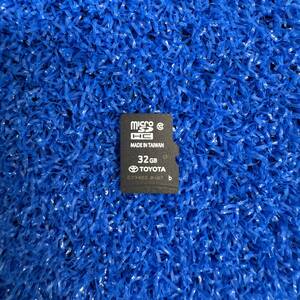 micro
SD
HC
MADE IN TAIWAN
32GB
TOYOTA
b